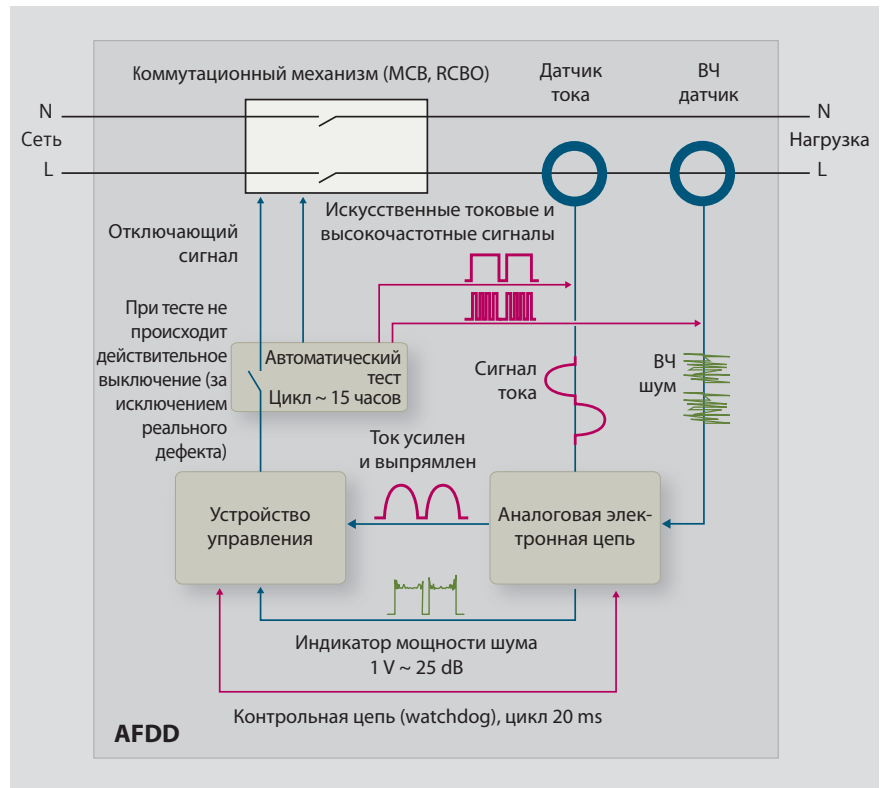 Коммутационный механизм (MCB, RCBO)
Датчик
тока
ВЧ
датчик
N
Сеть
L
N
Нагрузка
L
Отключающий
сигнал
Искусственные токовые и
высокочастотные сигналы
При тесте не
происходит
действительное
выключение (за
исключением
реального
дефекта)
Автоматический
тест
Цикл ~ 15 часов
Сигнал
тока
ВЧ
шум
Ток усилен
и выпрямлен
Устройство
управления
Аналоговая элек-
тронная цепь
Индикатор мощности шума
1 V ~ 25 dB
Контрольная цепь (watchdog), цикл 20 ms
AFDD